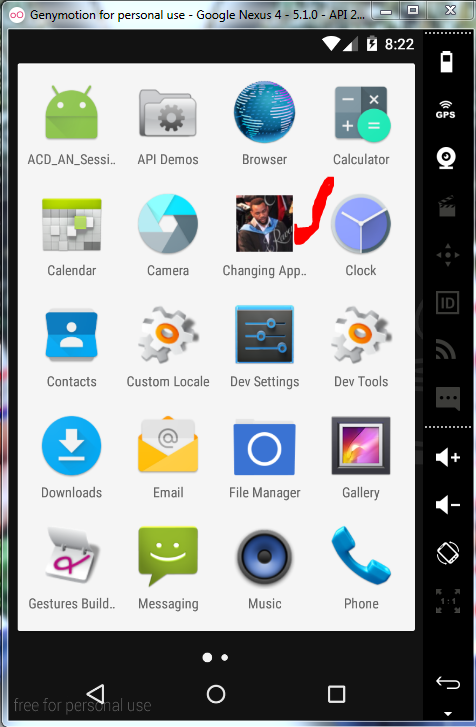 Genymotion for personal use - Google Nexus 4 - 5.1.0 - API 2...
8:22
ACD_AN_Sessi..
API Demos
Browser
Calculator
Calendar
Camera
Changing App..
Clock
Contacts
Custom Locale
Dev Settings
Dev Tools
Downloads
Email
File Manager
Gallery
Gestures Build..
Messaging
Music
Phone
GPS
ID
1:1
free for personal use